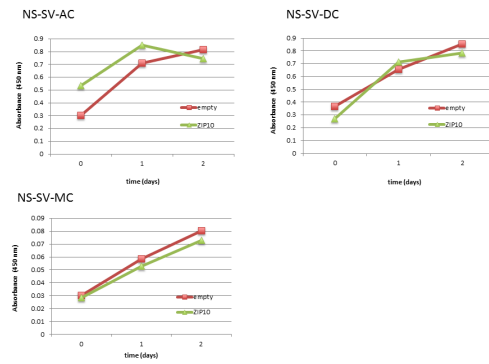 NS-SV-AC
Absorbance (450 nm)
0.9
0.8
0.7
0.6
0.5
0.4
0.3
0.2
0.1
0
empty
ZIP10
0 1 2
time (days)
NS-SV-DC
Absorbance (450 nm)
0.9
0.8
0.7
0.6
0.5
0.4
0.3
0.2
0.1
0
empty
ZIP10
0 1 2
time (days)
NS-SV-MC
Absorbance (450 nm)
0.09
0.08
0.07
0.06
0.05
0.04
0.03
0.02
0.01
0
empty
ZIP10
0 1 2
time (days)